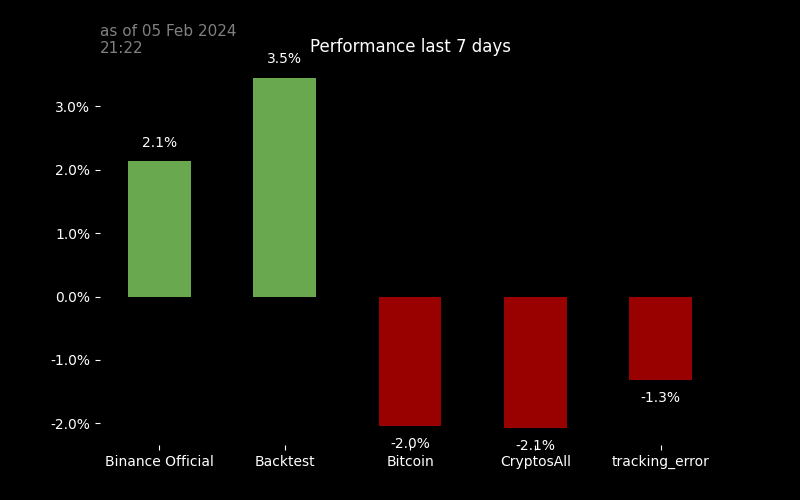 as of 05 Feb 2024
21:22
Performance last 7 days
3.5%
3.0%
2.1%
2.0%
1.0%
0.0%
-1.0%
-1.3%
-2.0%
-2.0%
-2.1%
Binance Official
Backtest
Bitcoin
CryptosAll
tracking_error